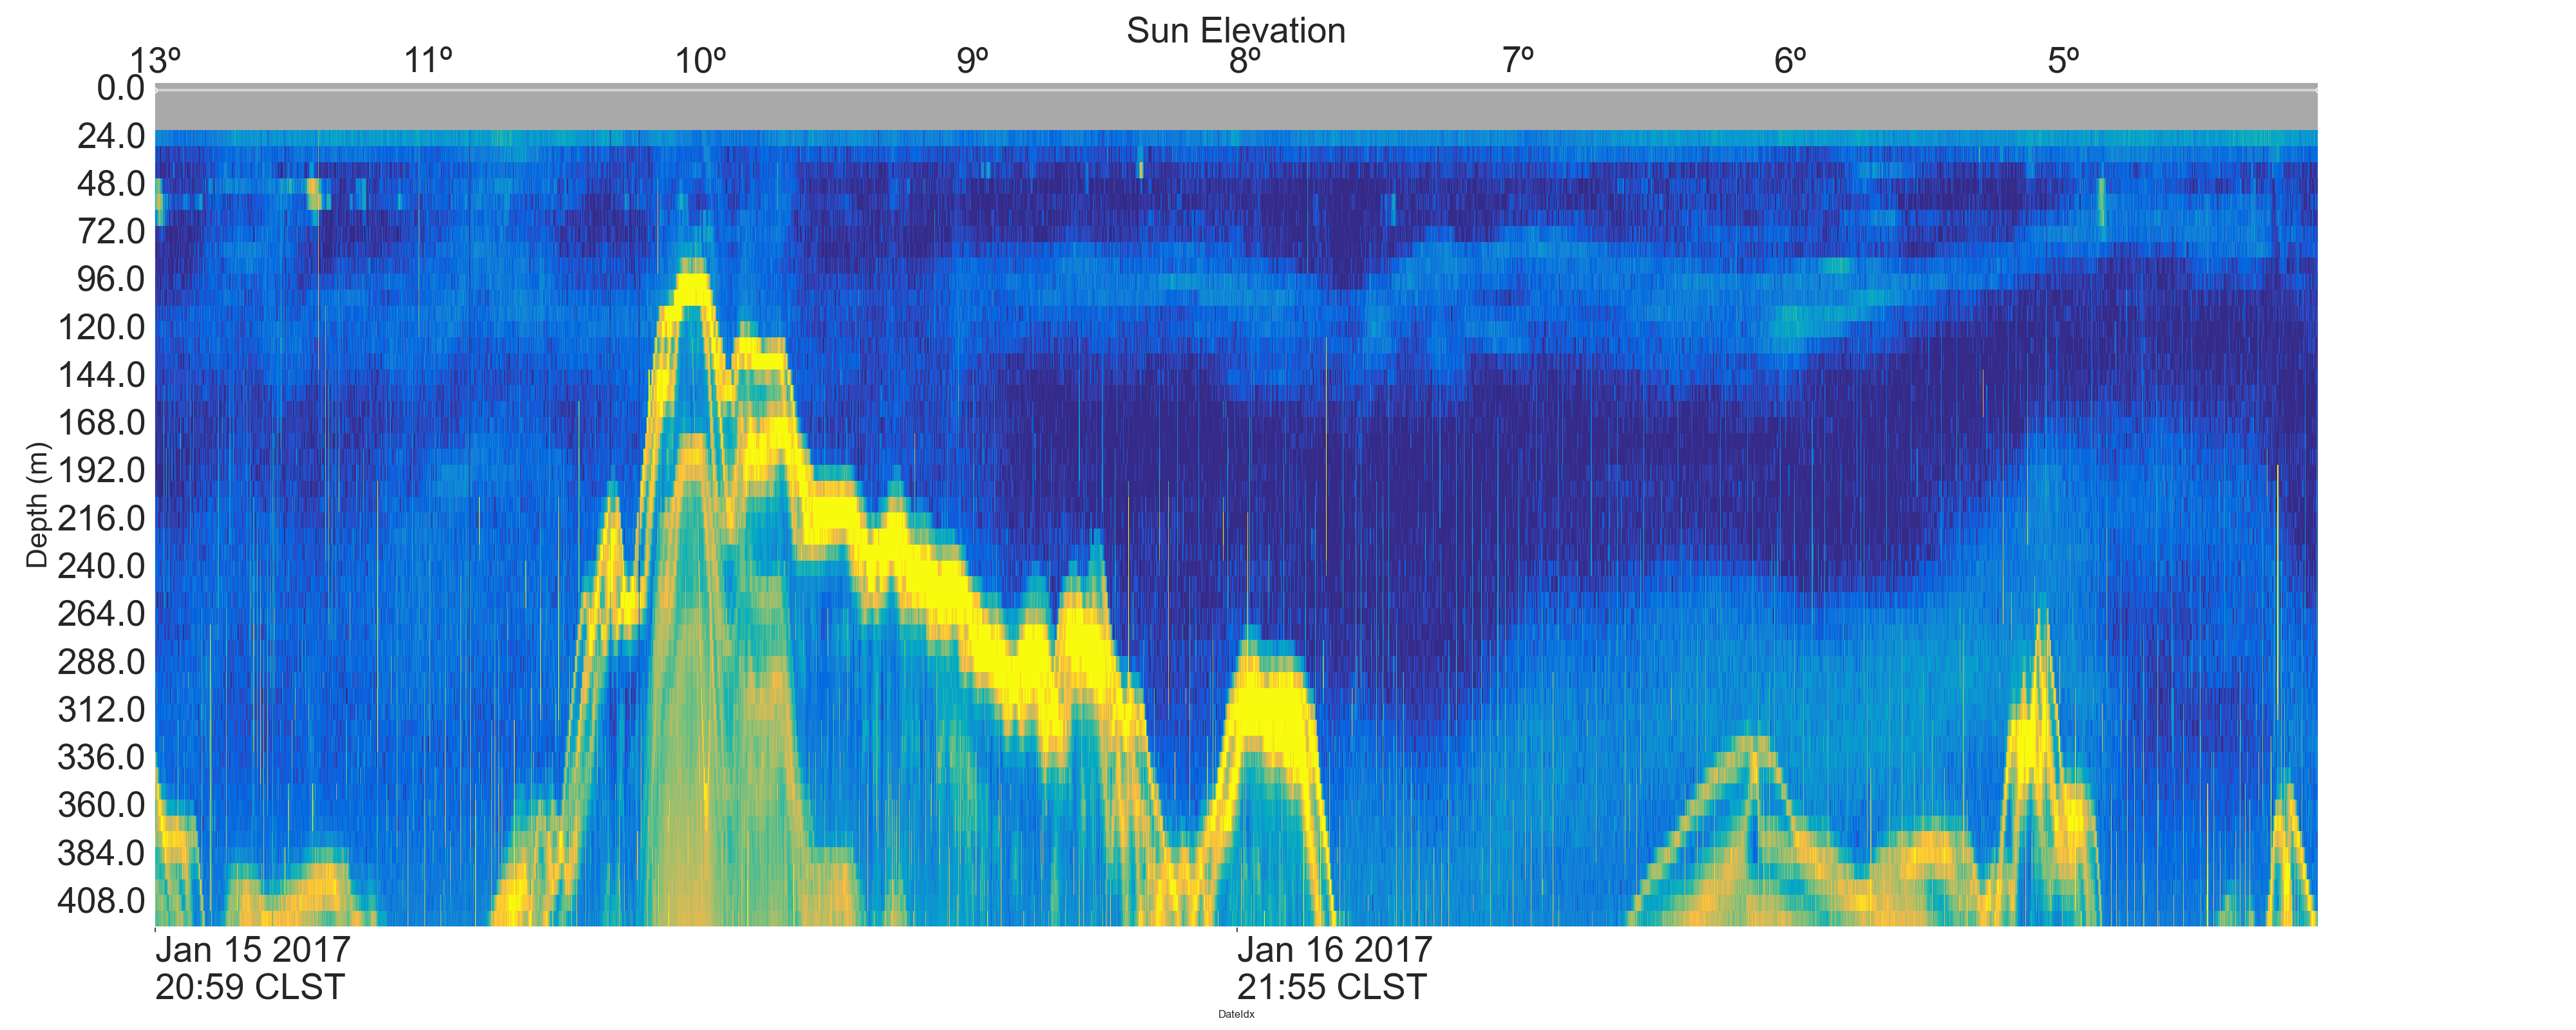 Sun Elevation
13º 11º 10º 9º 8º 7º 6º 5º
0.0
24.0
48.0
72.0
96.0
120.0
144.0
168.0
192.0
216.0
240.0
264.0
288.0
312.0
336.0
360.0
384.0
408.0
Depth (m)
Jan 15 2017
20:59 CLST
Jan 16 2017
21:55 CLST
DateIdx